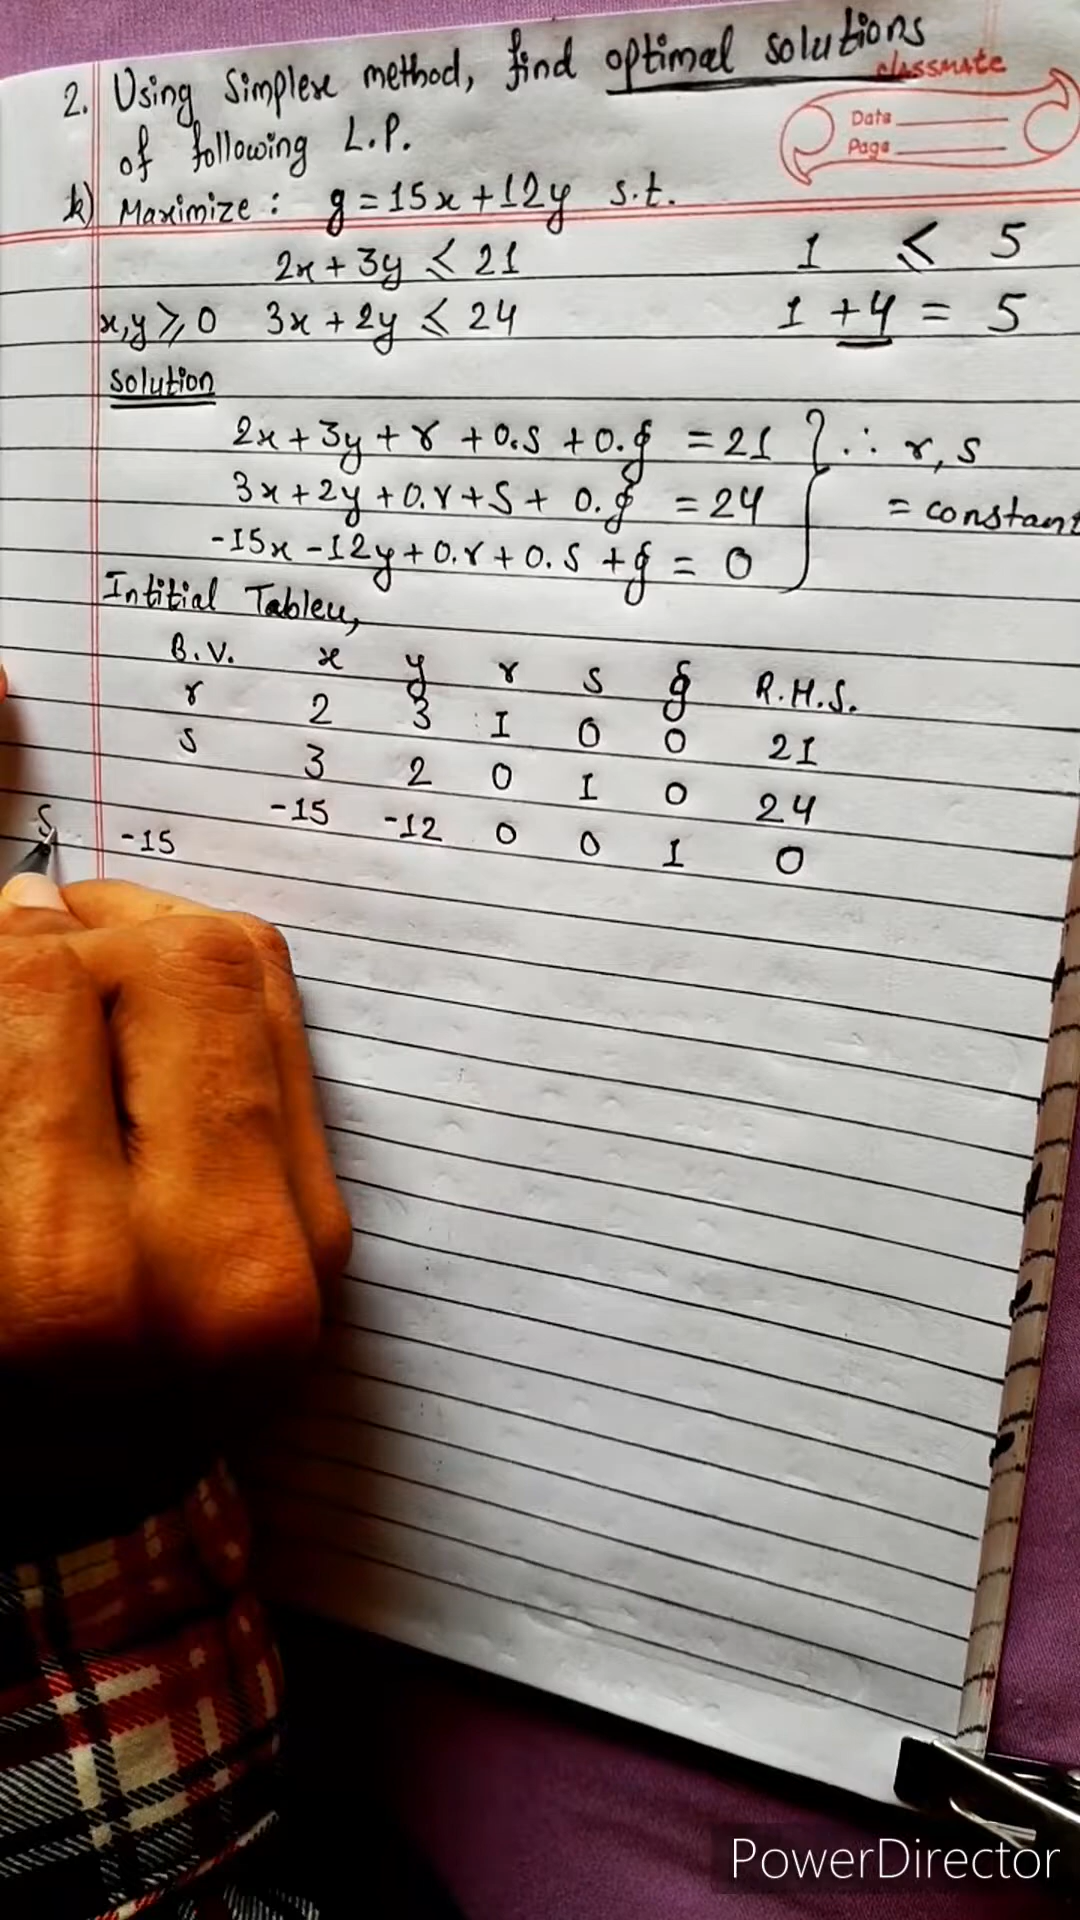 2. Using Simplex method, find optimal solutions
classmate
Date
Page
of following L.P.
k) Maximize: g = 15x + 12y s.t.
2x + 3y ≤ 21 1 ≤ 5
x, y ≥ 0 3x + 2y ≤ 24 1 + 4 = 5
Solution
2x + 3y + r + 0.s + 0.g = 21 } ∴ r, s
3x + 2y + 0.r + s + 0.g = 24 = constant
-15x - 12y + 0.r + 0.s + g = 0
Intitial Tableu,
B.V. x y r s g R.H.S.
r 2 3 1 0 0 21
s 3 2 0 1 0 24
-15 -12 0 0 1 0
S -15
PowerDirector